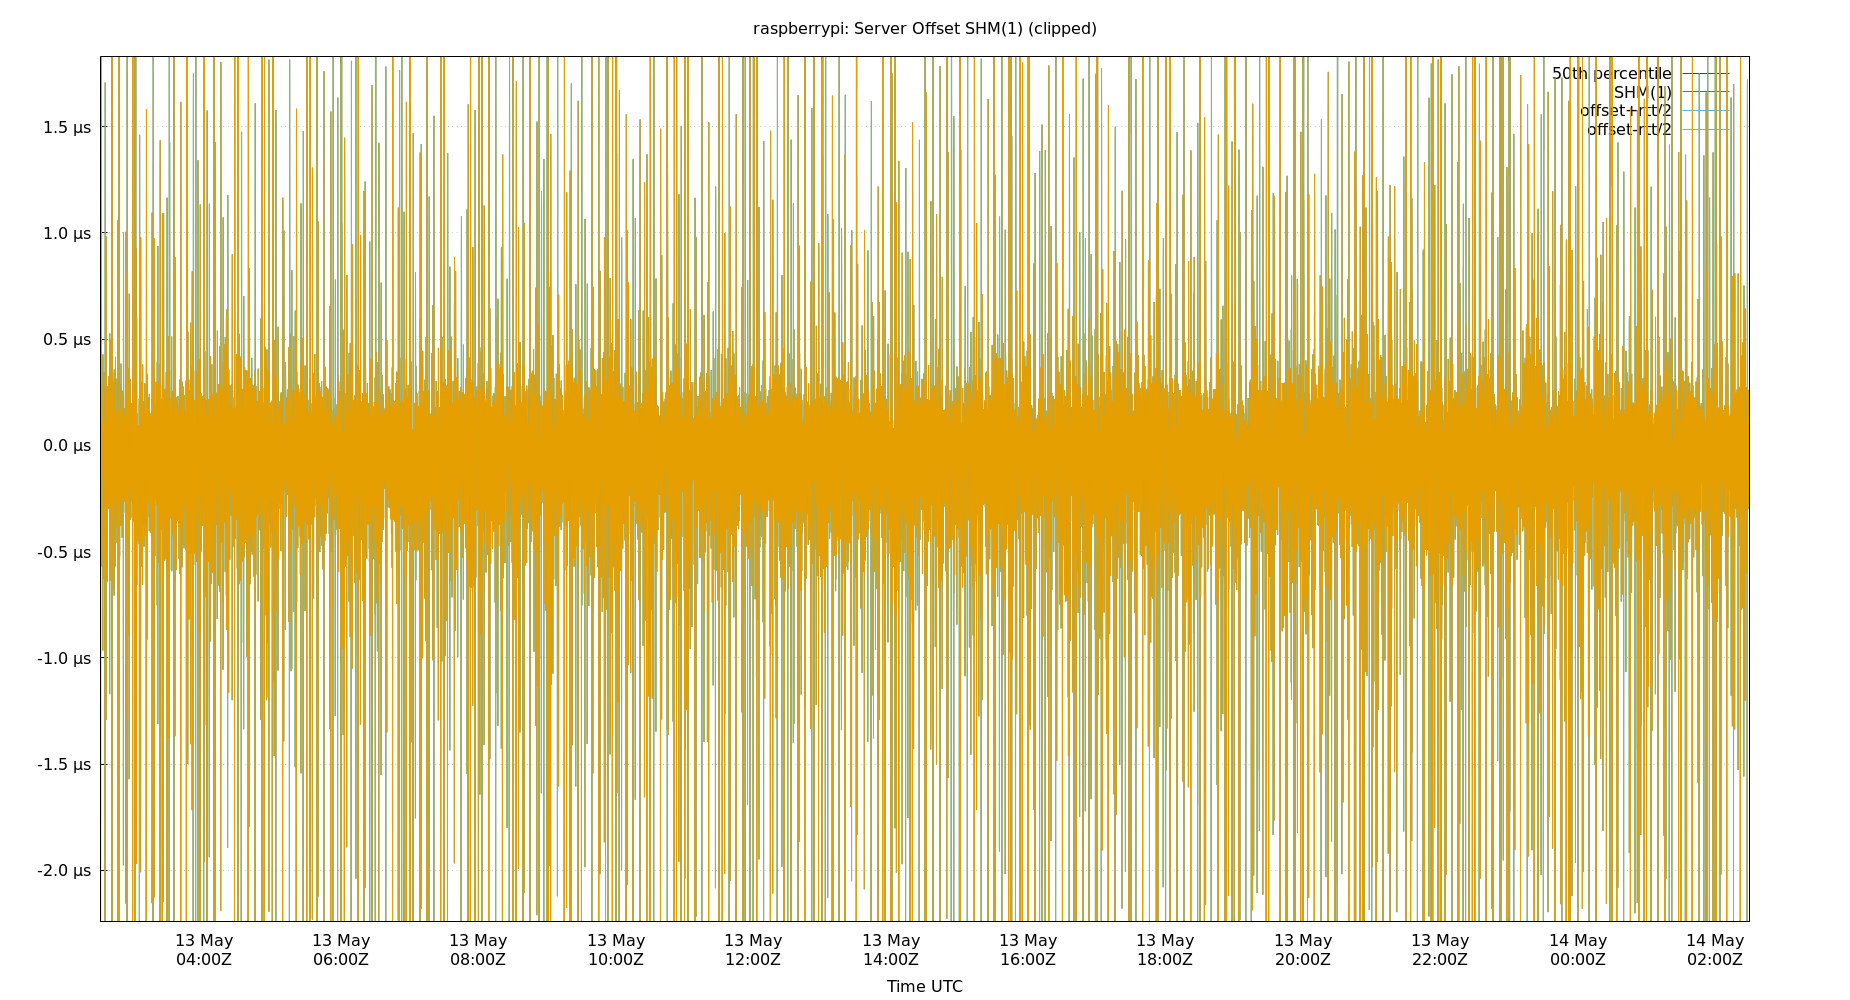 raspberrypi: Server Offset SHM(1) (clipped)
50th percentile
SHM(1)
offset+rtt/2
offset-rtt/2
1.5 µs
1.0 µs
0.5 µs
0.0 µs
-0.5 µs
-1.0 µs
-1.5 µs
-2.0 µs
13 May 13 May 13 May 13 May 13 May 13 May 13 May 13 May 13 May 13 May 14 May 14 May
04:00Z 06:00Z 08:00Z 10:00Z 12:00Z 14:00Z 16:00Z 18:00Z 20:00Z 22:00Z 00:00Z 02:00Z
Time UTC